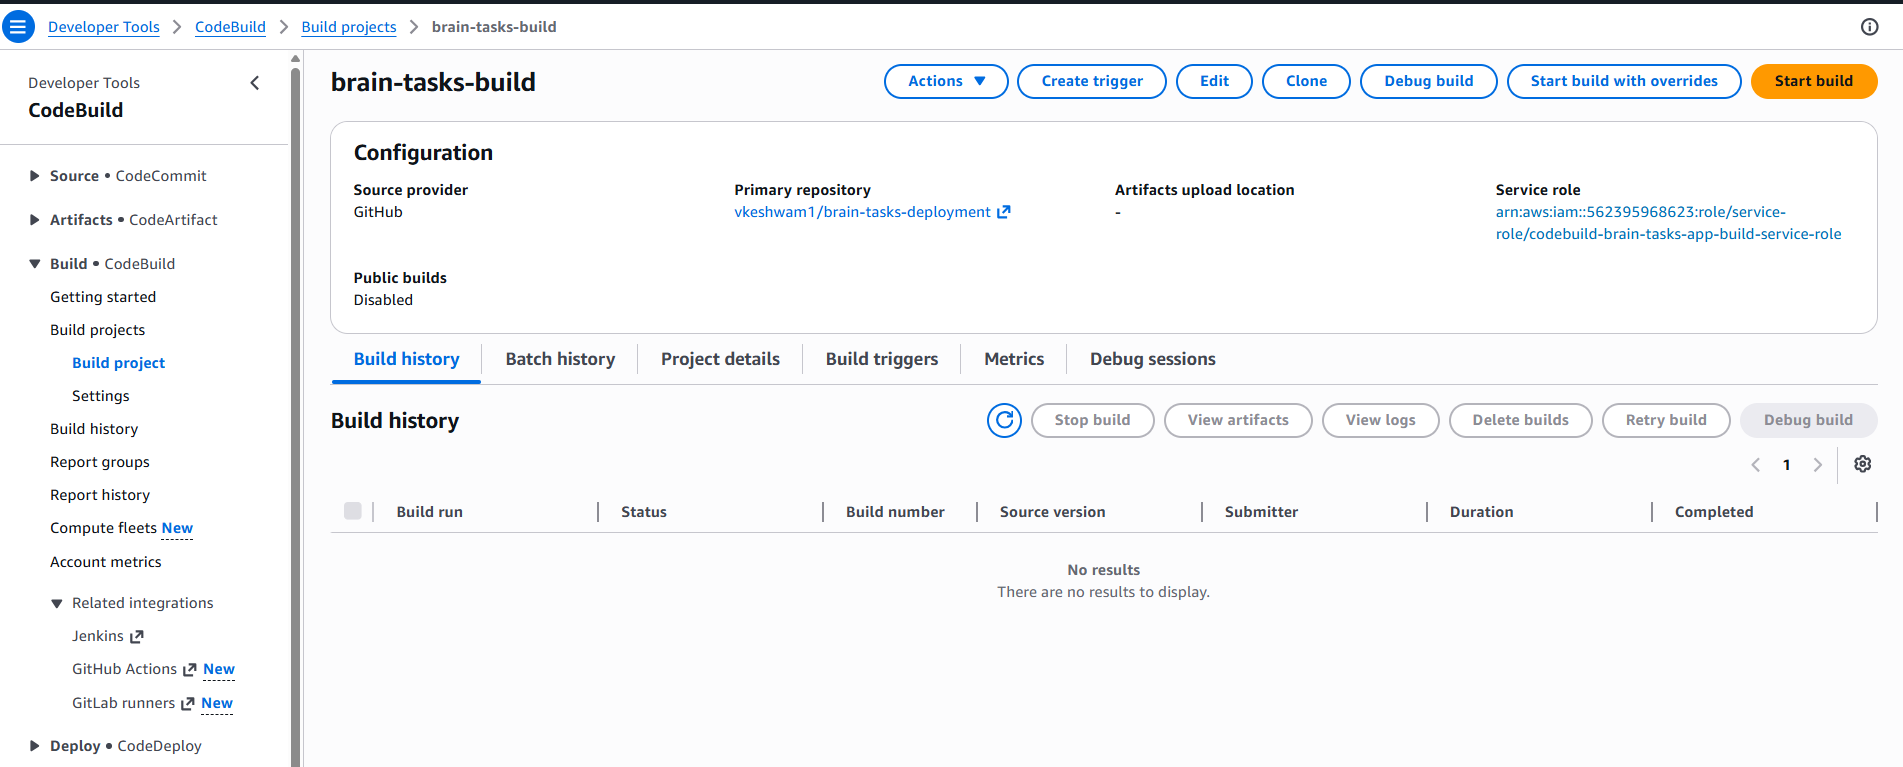 Developer Tools > CodeBuild > Build projects > brain-tasks-build
Developer Tools
CodeBuild
Source • CodeCommit
Artifacts • CodeArtifact
Build • CodeBuild
Getting started
Build projects
Build project
Settings
Build history
Report groups
Report history
Compute fleets New
Account metrics
Related integrations
Jenkins
GitHub Actions New
GitLab runners New
Deploy • CodeDeploy
brain-tasks-build
Actions Create trigger Edit Clone Debug build Start build with overrides Start build
Configuration
Source provider
GitHub
Primary repository
vkeshwam1/brain-tasks-deployment
Artifacts upload location
-
Service role
arn:aws:iam::562395968623:role/service-
role/codebuild-brain-tasks-app-build-service-role
Public builds
Disabled
Build history Batch history Project details Build triggers Metrics Debug sessions
Build history
Stop build View artifacts View logs Delete builds Retry build Debug build
1
Build run Status Build number Source version Submitter Duration Completed
No results
There are no results to display.